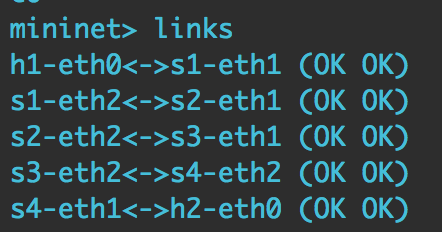 mininet> links
h1-eth0<->s1-eth1 (OK OK)
s1-eth2<->s2-eth1 (OK OK)
s2-eth2<->s3-eth1 (OK OK)
s3-eth2<->s4-eth2 (OK OK)
s4-eth1<->h2-eth0 (OK OK)